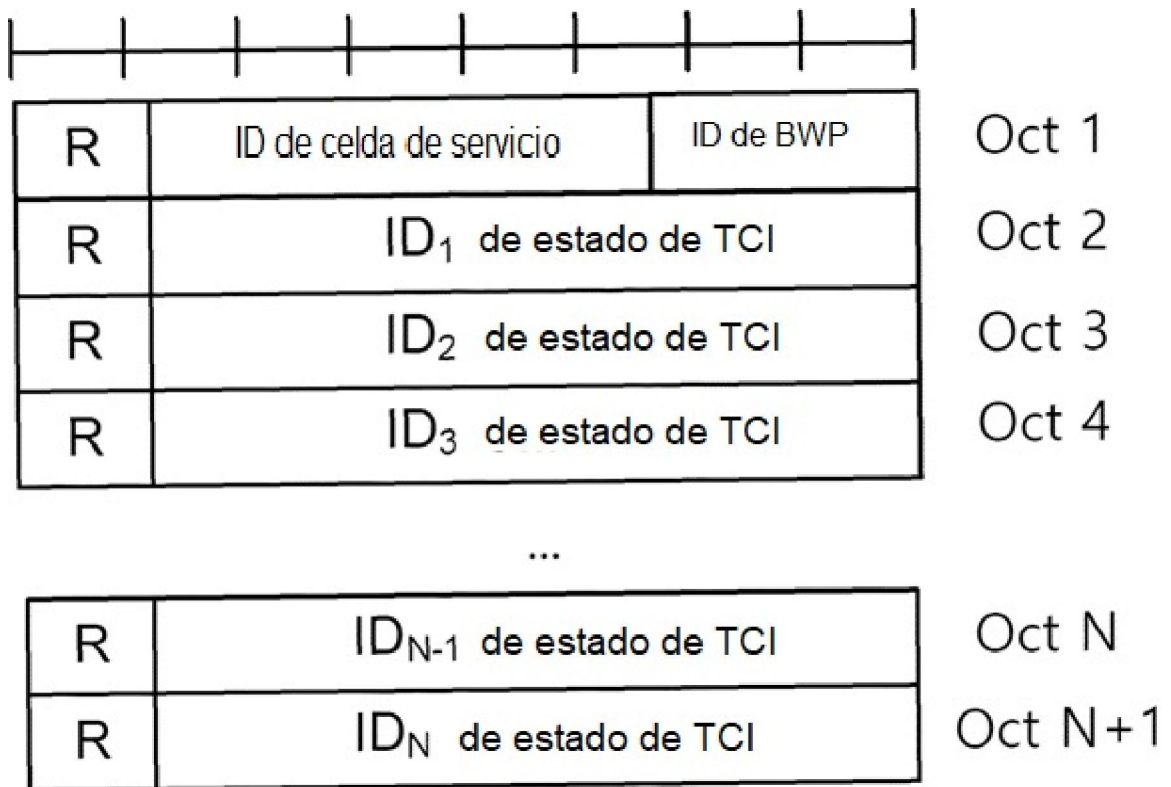 R ID de celda de servicio ID de BWP Oct 1
R ID₁ de estado de TCI Oct 2
R ID₂ de estado de TCI Oct 3
R ID₃ de estado de TCI Oct 4
...
R ID_N-1 de estado de TCI Oct N
R ID_N de estado de TCI Oct N+1